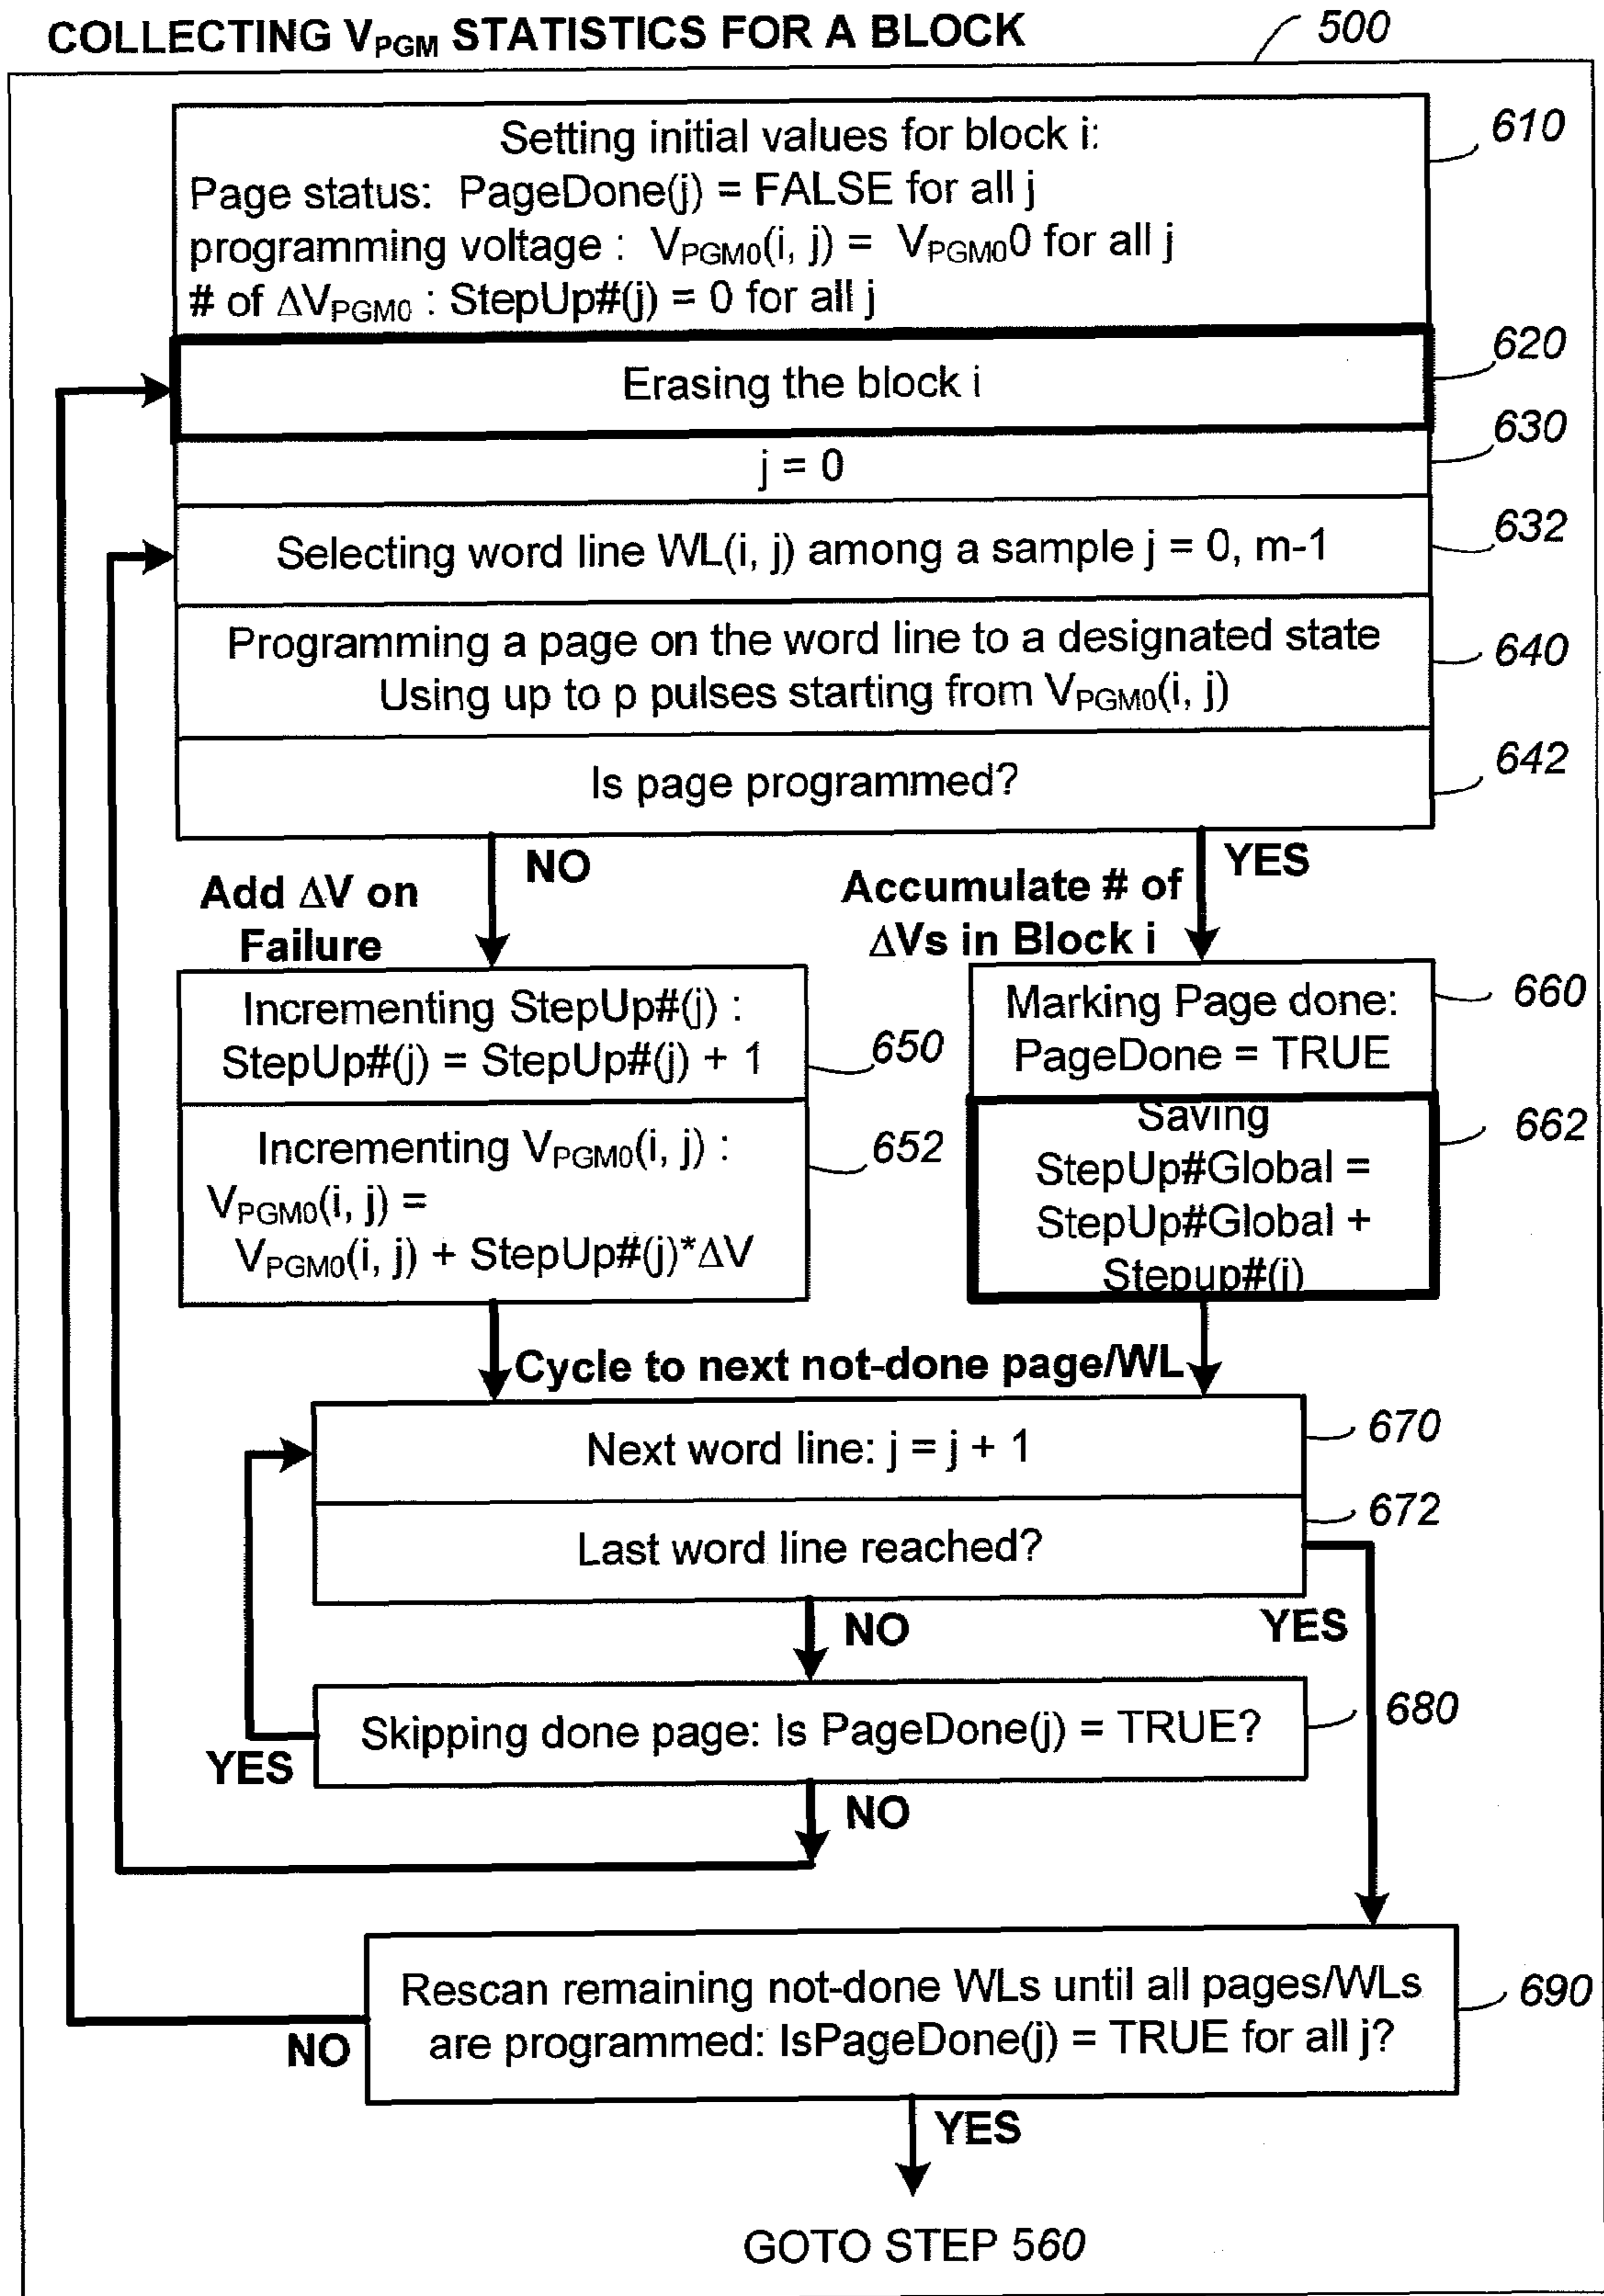 COLLECTING VPGM STATISTICS FOR A BLOCK
500
Setting initial values for block i:
610
Page status: PageDone(j) = FALSE for all j
programming voltage : VPGM0(i, j) = VPGM00 for all j
# of ΔVPGM0 : StepUp#(j) = 0 for all j
Erasing the block i
620
j = 0
630
Selecting word line WL(i, j) among a sample j = 0, m-1
632
Programming a page on the word line to a designated state
Using up to p pulses starting from VPGM0(i, j)
640
Is page programmed?
642
NO
YES
Add ΔV on
Failure
Accumulate # of
ΔVs in Block i
Incrementing StepUp#(j) :
StepUp#(j) = StepUp#(j) + 1
650
Marking Page done:
PageDone = TRUE
660
Incrementing VPGM0(i, j) :
VPGM0(i, j) =
VPGM0(i, j) + StepUp#(j)*ΔV
652
Saving
StepUp#Global =
StepUp#Global +
Stepup#(j)
662
Cycle to next not-done page/WL
Next word line: j = j + 1
670
Last word line reached?
672
NO
YES
Skipping done page: Is PageDone(j) = TRUE?
680
YES
NO
Rescan remaining not-done WLs until all pages/WLs
are programmed: IsPageDone(j) = TRUE for all j?
690
NO
YES
GOTO STEP 560